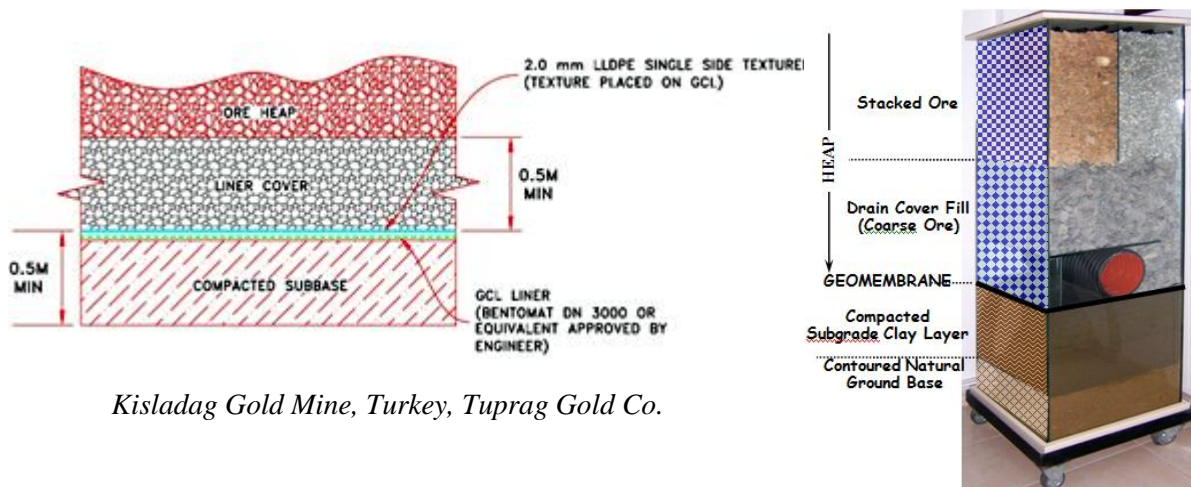 2.0 mm LLDPE SINGLE SIDE TEXTURE
(TEXTURE PLACED ON GCL)
ORE HEAP
LINER COVER
0.5M
MIN
0.5M
MIN
COMPACTED SUBBASE
GCL LINER
(BENTOMAT DN 3000 OR
EQUIVALENT APPROVED BY
ENGINEER)
Kisladag Gold Mine, Turkey, Tuprag Gold Co.
Stacked Ore
HEAP
Drain Cover Fill
(Coarse Ore)
GEOMEMBRANE
Compacted
Subgrade Clay Layer
Contoured Natural
Ground Base